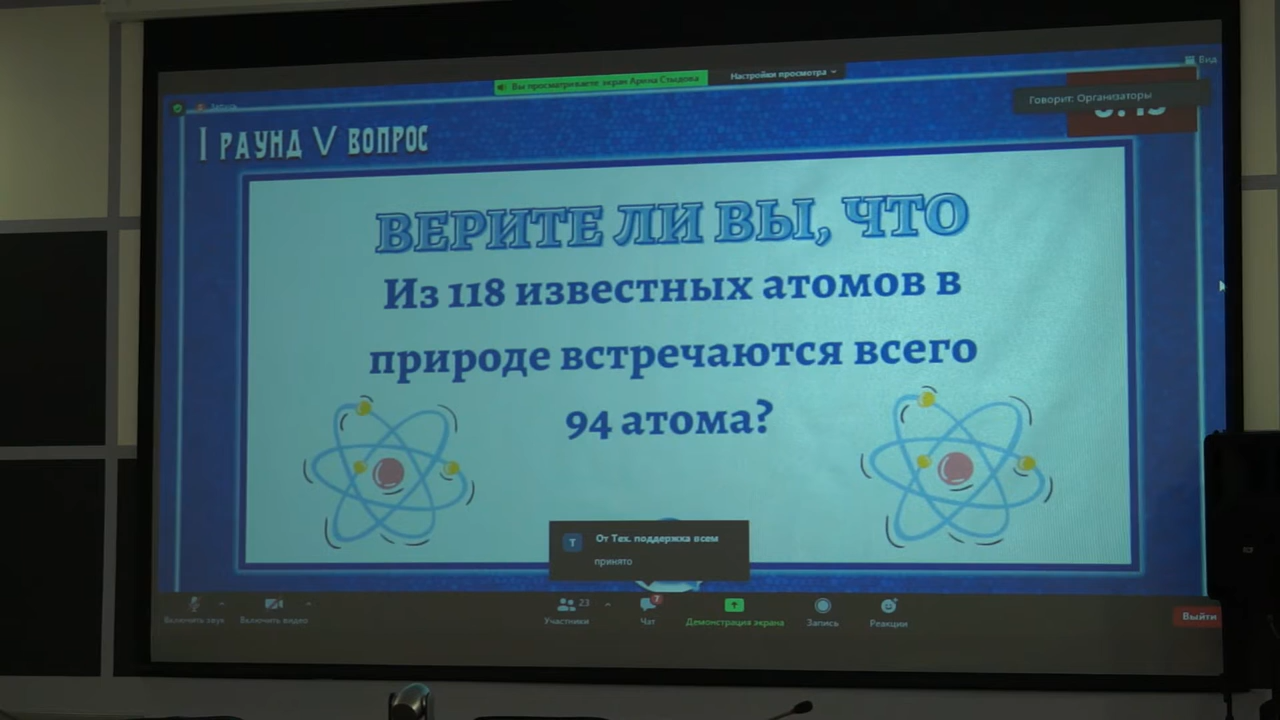 Вы просматриваете экран Арина Стыдова
Настройки просмотра
Вид
Запись
Говорит: Организаторы
I РАУНД V ВОПРОС
ВЕРИТЕ ЛИ ВЫ, ЧТО
Из 118 известных атомов в
природе встречаются всего
94 атома?
Т
От Тех. поддержка всем
принято
Включить звук
Включить видео
23
Участники
7
Чат
Демонстрация экрана
Запись
Реакции
Выйти